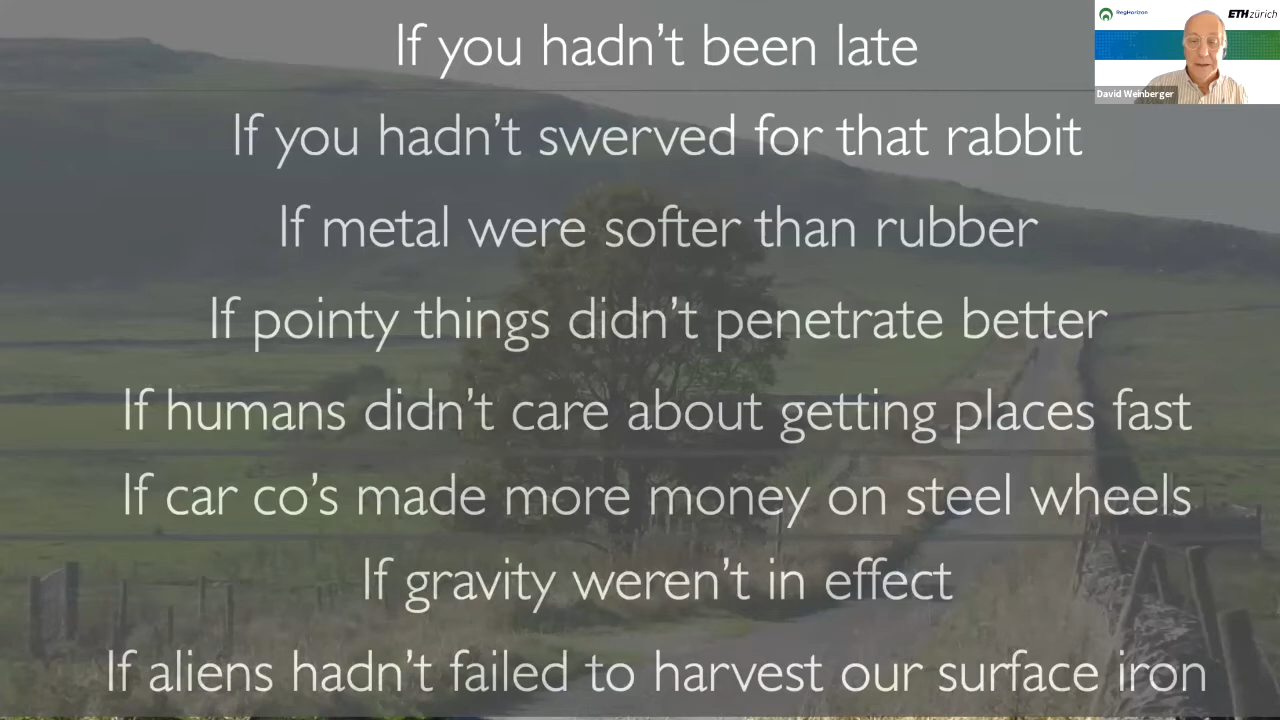 If you hadn't been late
RegHorizon
ETHzürich
David Weinberger
If you hadn't swerved for that rabbit
If metal were softer than rubber
If pointy things didn't penetrate better
If humans didn't care about getting places fast
If car co's made more money on steel wheels
If gravity weren't in effect
If aliens hadn't failed to harvest our surface iron